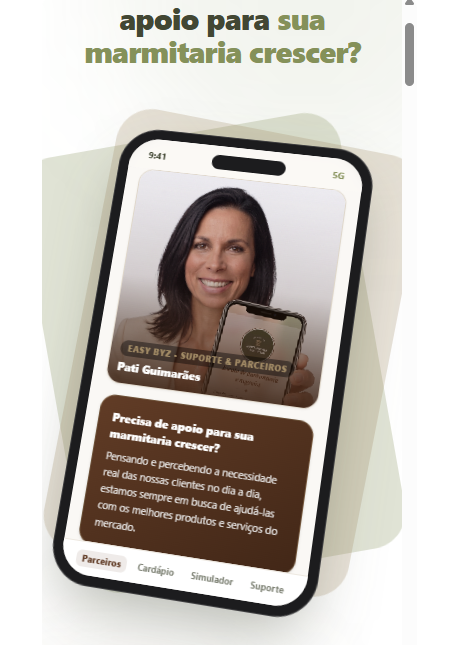 apoio para sua
marmitaria crescer?
9:41
5G
EASY BYZ - SUPORTE & PARCEIROS
Pati Guimarães
Precisa de apoio para sua
marmitaria crescer?
Pensando e percebendo a necessidade
real das nossas clientes no dia a dia,
estamos sempre em busca de ajudá-las
com os melhores produtos e serviços do
mercado.
Parceiros
Cardápio
Simulador
Suporte